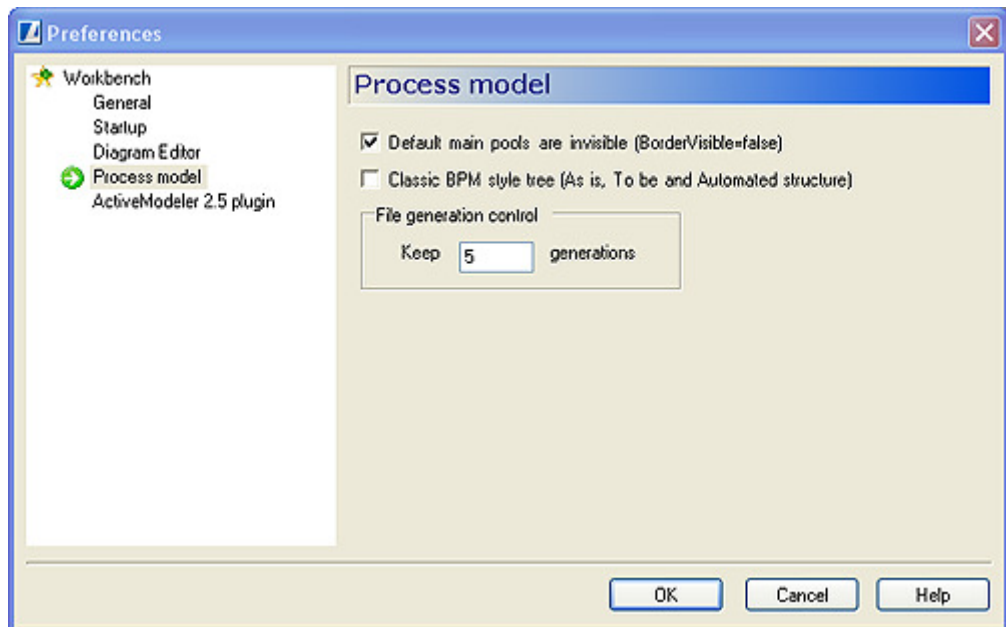 Preferences
Workbench
General
Startup
Diagram Editor
Process model
ActiveModeler 2.5 plugin
Process model
Default main pools are invisible (BorderVisible=false)
Classic BPM style tree (As is, To be and Automated structure)
File generation control
Keep 5 generations
OK Cancel Help